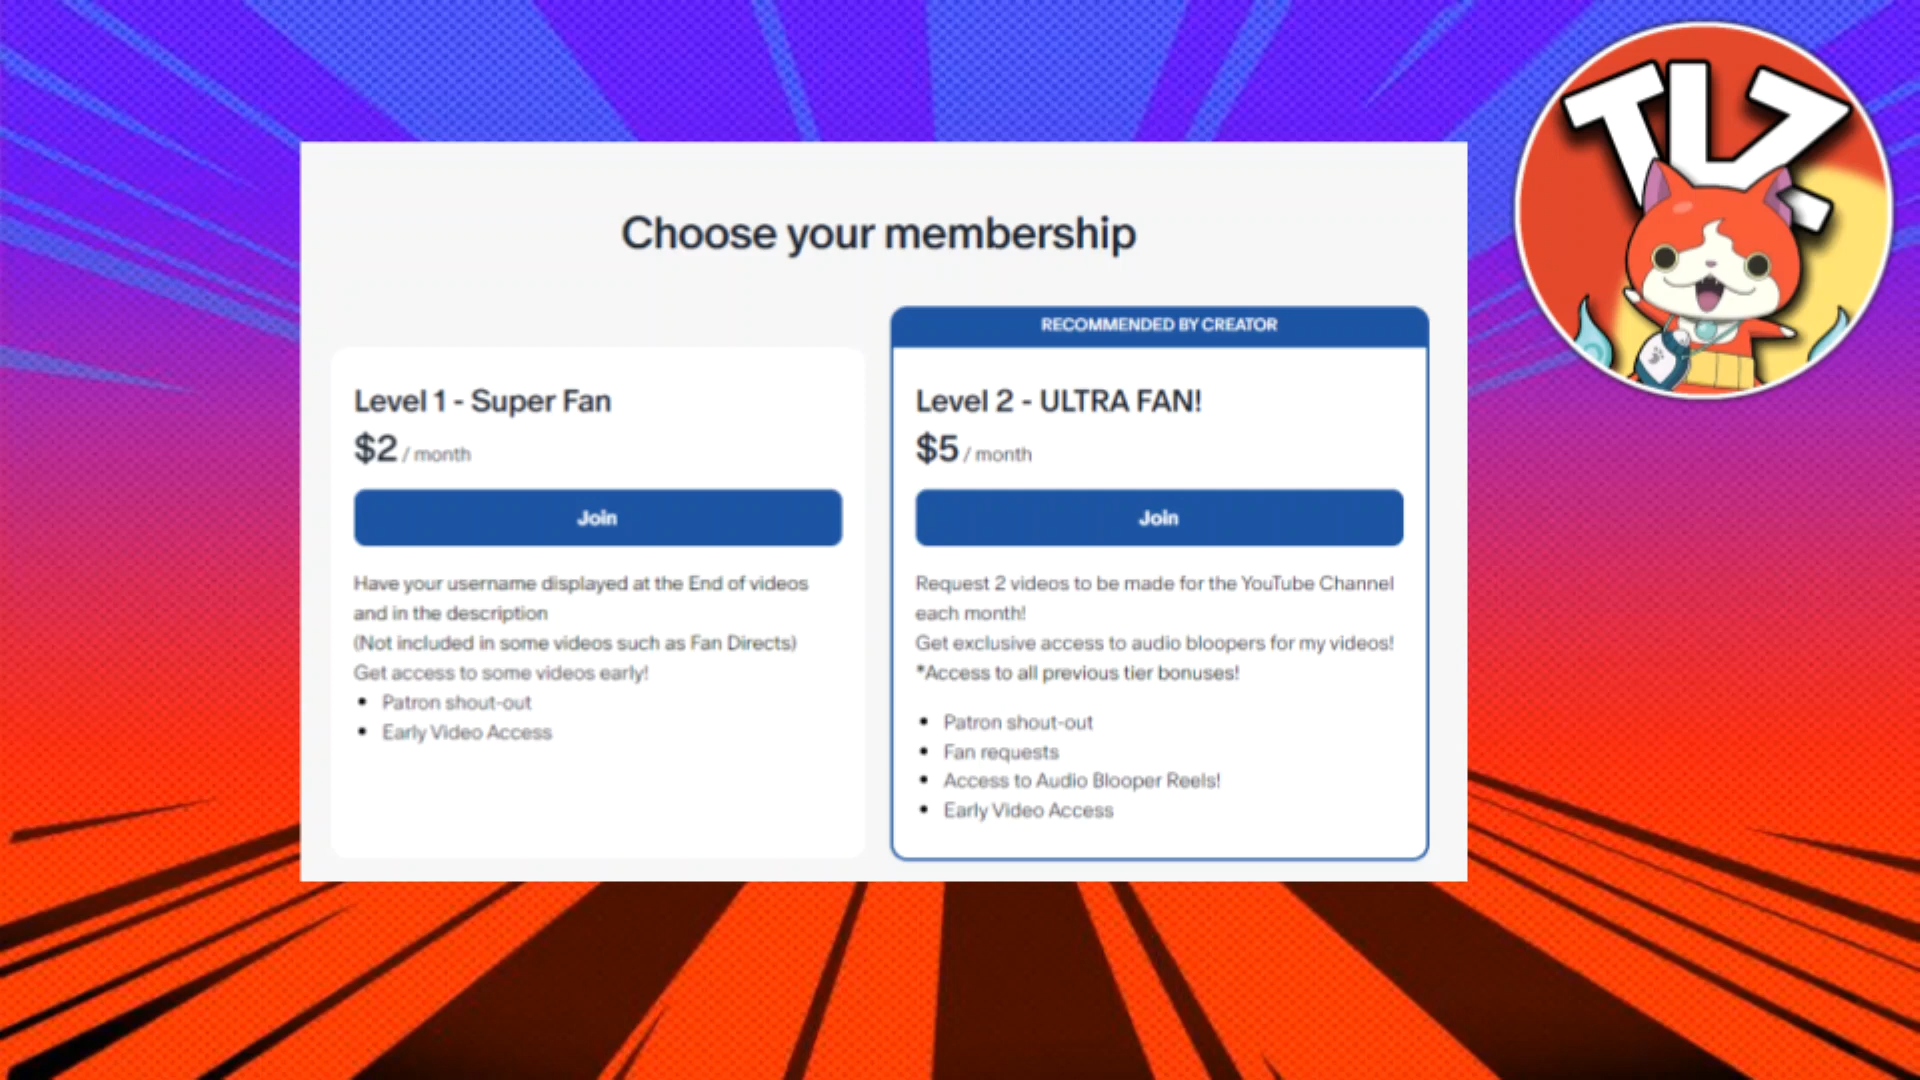 TLZ
Choose your membership
RECOMMENDED BY CREATOR
Level 1 - Super Fan
$2 / month
Join
Have your username displayed at the End of videos
and in the description
(Not included in some videos such as Fan Directs)
Get access to some videos early!
• Patron shout-out
• Early Video Access
Level 2 - ULTRA FAN!
$5 / month
Join
Request 2 videos to be made for the YouTube Channel
each month!
Get exclusive access to audio bloopers for my videos!
*Access to all previous tier bonuses!
• Patron shout-out
• Fan requests
• Access to Audio Blooper Reels!
• Early Video Access